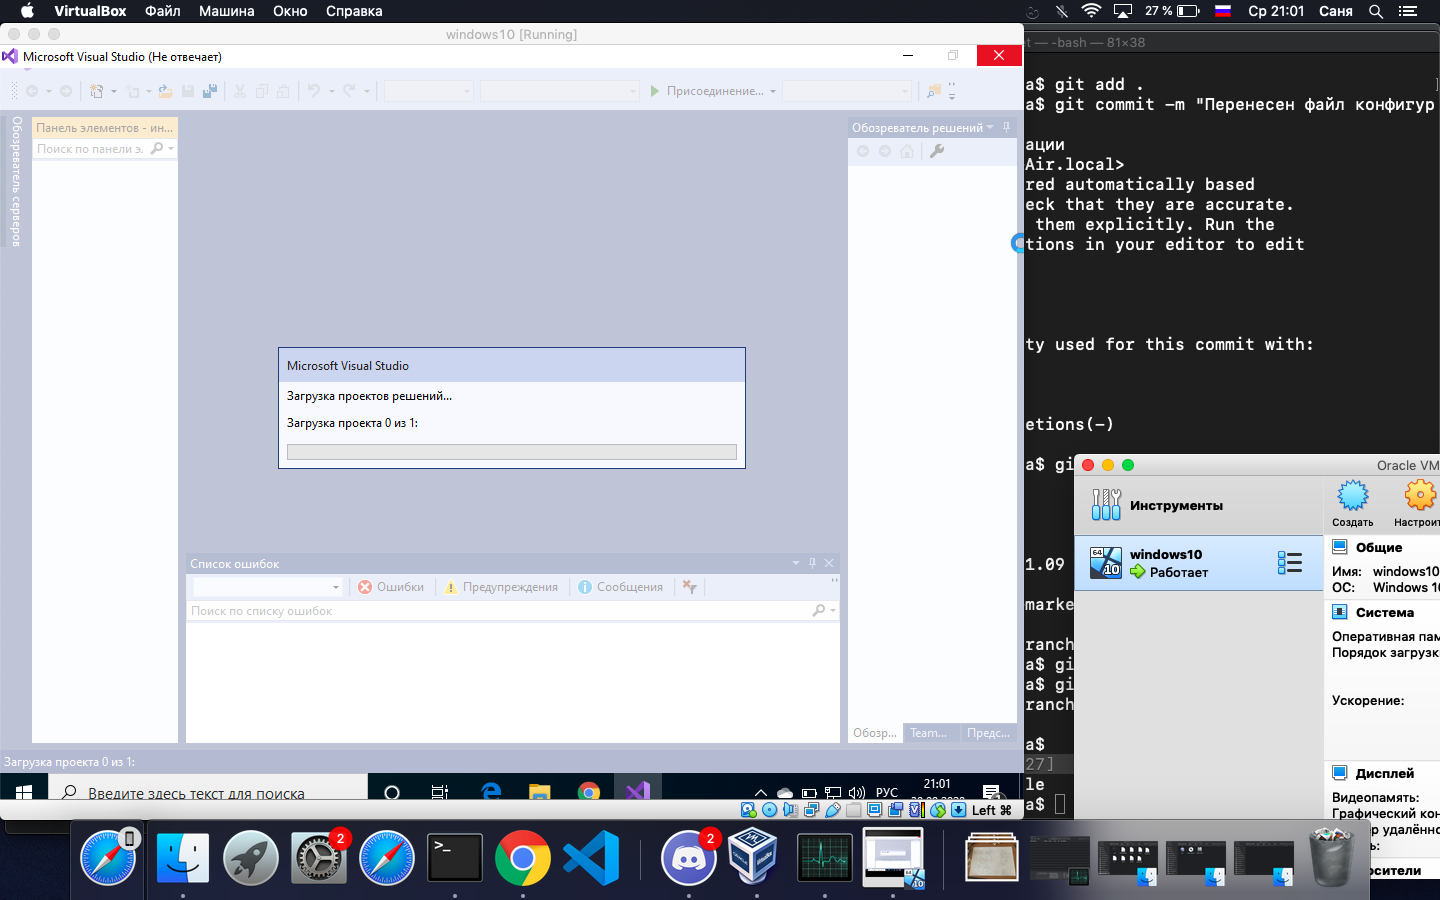 VirtualBox Файл Машина Окно Справка
27 % Ср 21:01 Саня
windows10 [Running]
Microsoft Visual Studio (Не отвечает)
Присоединение...
Обозреватель серверов
Панель элементов - ин...
Поиск по панели э.
Обозреватель решений
Microsoft Visual Studio
Загрузка проектов решений...
Загрузка проекта 0 из 1:
Список ошибок
Ошибки Предупреждения Сообщения
Поиск по списку ошибок
Обозр... Team... Предс...
Загрузка проекта 0 из 1:
Введите здесь текст для поиска
РУС
21:01
Left ⌘
— -bash — 81×38
a$ git add .
a$ git commit -m "Перенесен файл конфигур
ации
Air.local>
red automatically based
eck that they are accurate.
them explicitly. Run the
tions in your editor to edit
ty used for this commit with:
etions(-)
a$ gi
1.09
marke
ranch
a$ gi
a$ gi
ranch
a$
27]
le
a$
Oracle VM
Инструменты
Создать Настроит
windows10
Работает
64
10
Общие
Имя: windows10
ОС: Windows 10
Система
Оперативная пам
Порядок загрузк
Ускорение:
Дисплей
Видеопамять:
Графический кон
р удалённо
ь:
осители
2
2
10